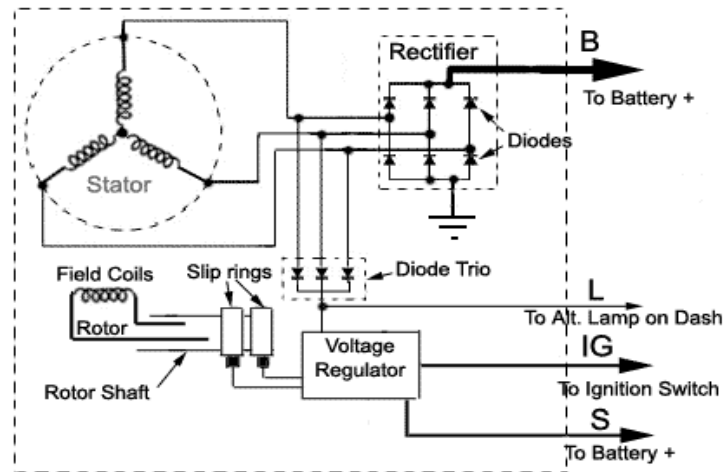 B
Rectifier
To Battery +
Diodes
Stator
Diode Trio
Field Coils
Slip rings
L
To Alt. Lamp on Dash
Rotor
Voltage
Regulator
IG
Rotor Shaft
To Ignition Switch
S
To Battery +